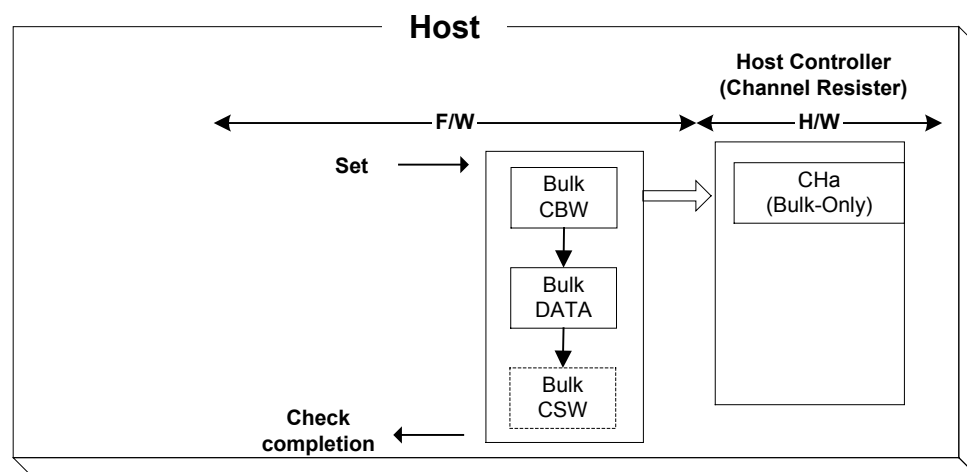 Host
Host Controller
(Channel Resister)
F/W
H/W
Set
Bulk
CBW
CHa
(Bulk-Only)
Bulk
DATA
Bulk
CSW
Check
completion